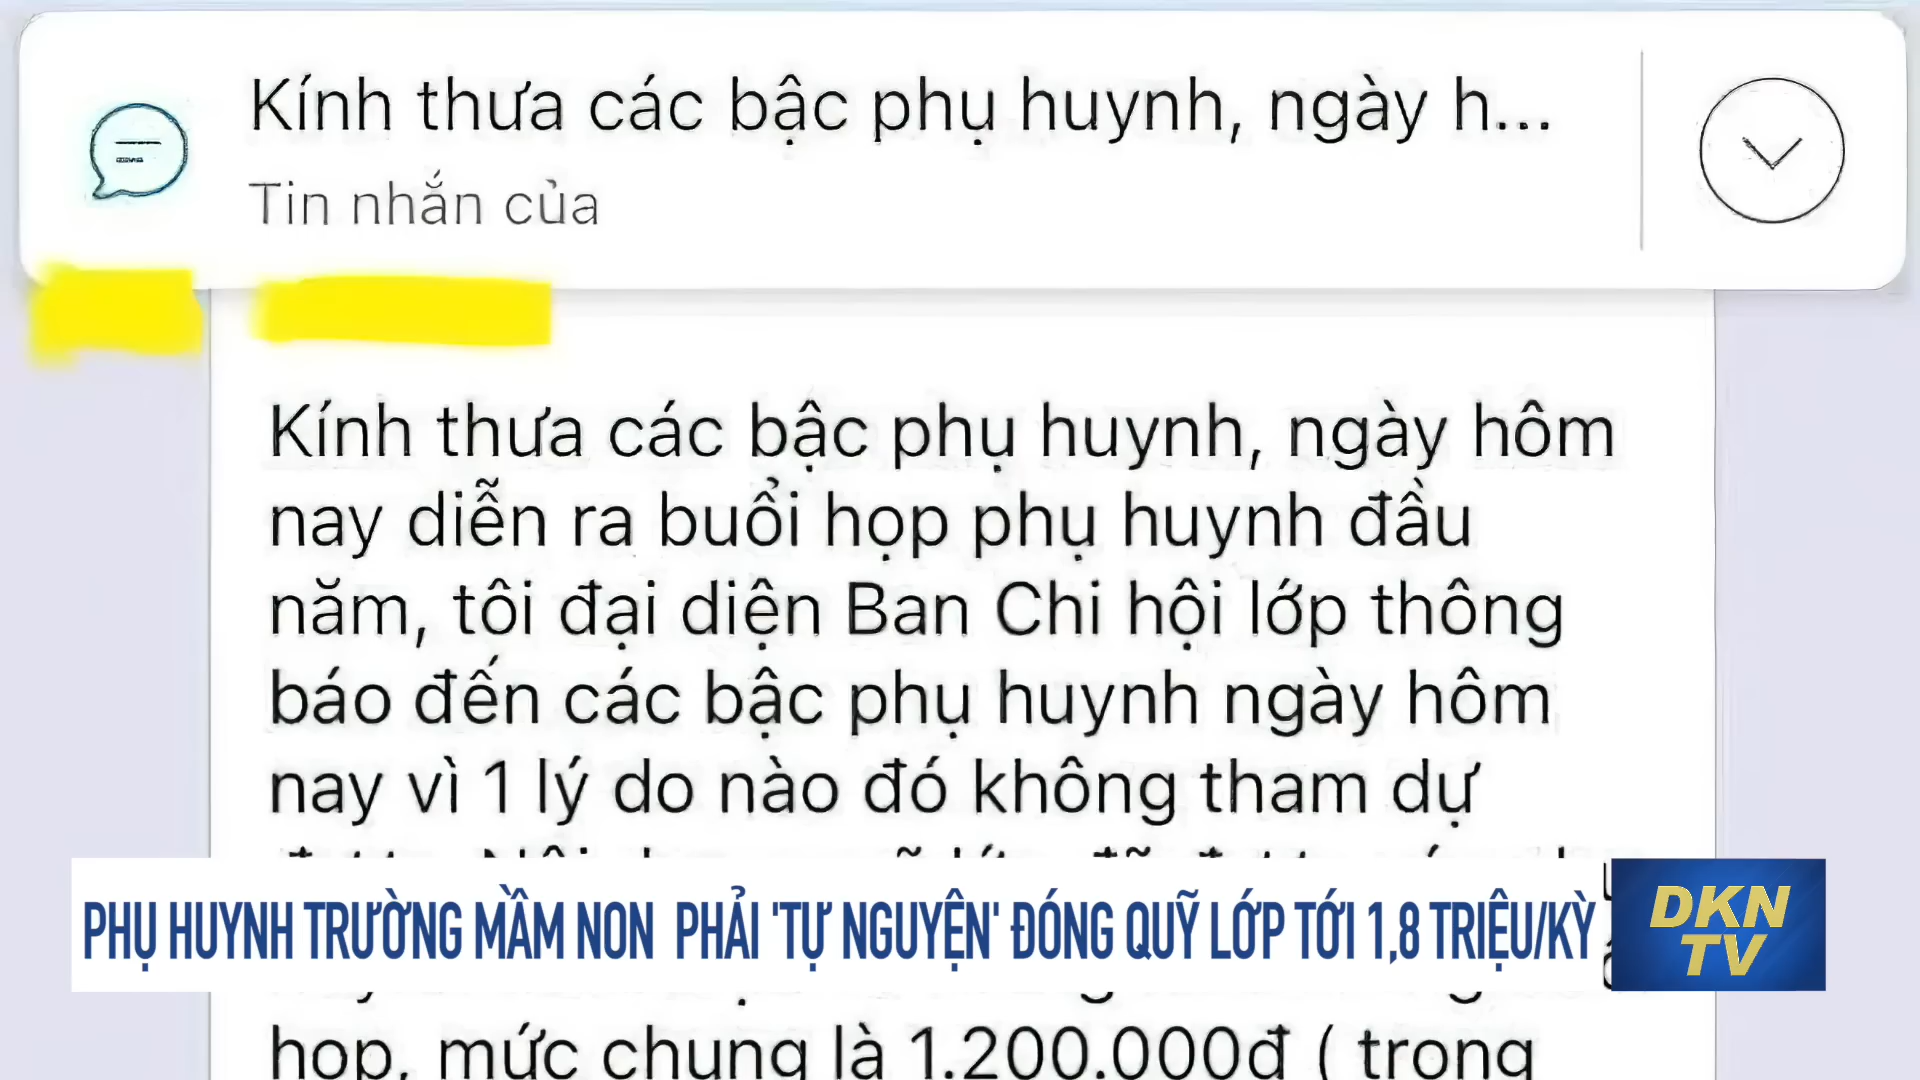 Kính thưa các bậc phụ huynh, ngày h...
Tin nhắn của
Kính thưa các bậc phụ huynh, ngày hôm
nay diễn ra buổi họp phụ huynh đầu
năm, tôi đại diện Ban Chi hội lớp thông
báo đến các bậc phụ huynh ngày hôm
nay vì 1 lý do nào đó không tham dự
PHỤ HUYNH TRƯỜNG MẦM NON PHẢI 'TỰ NGUYỆN' ĐÓNG QUỸ LỚP TỚI 1,8 TRIỆU/KỲ
DKN
TV
họp, mức chung là 1.200.000đ ( trong